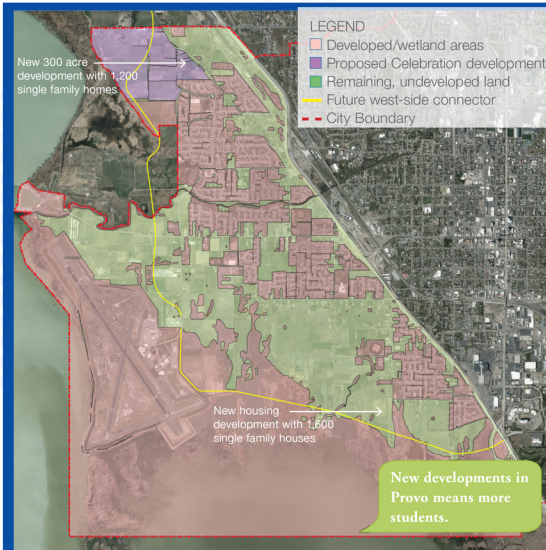 LEGEND
Developed/wetland areas
Proposed Celebration development
Remaining, undeveloped land
Future west-side connector
City Boundary
New 300 acre
development with 1,200
single family homes
New housing
development with 1,600
single family houses
New developments in
Provo means more
students.